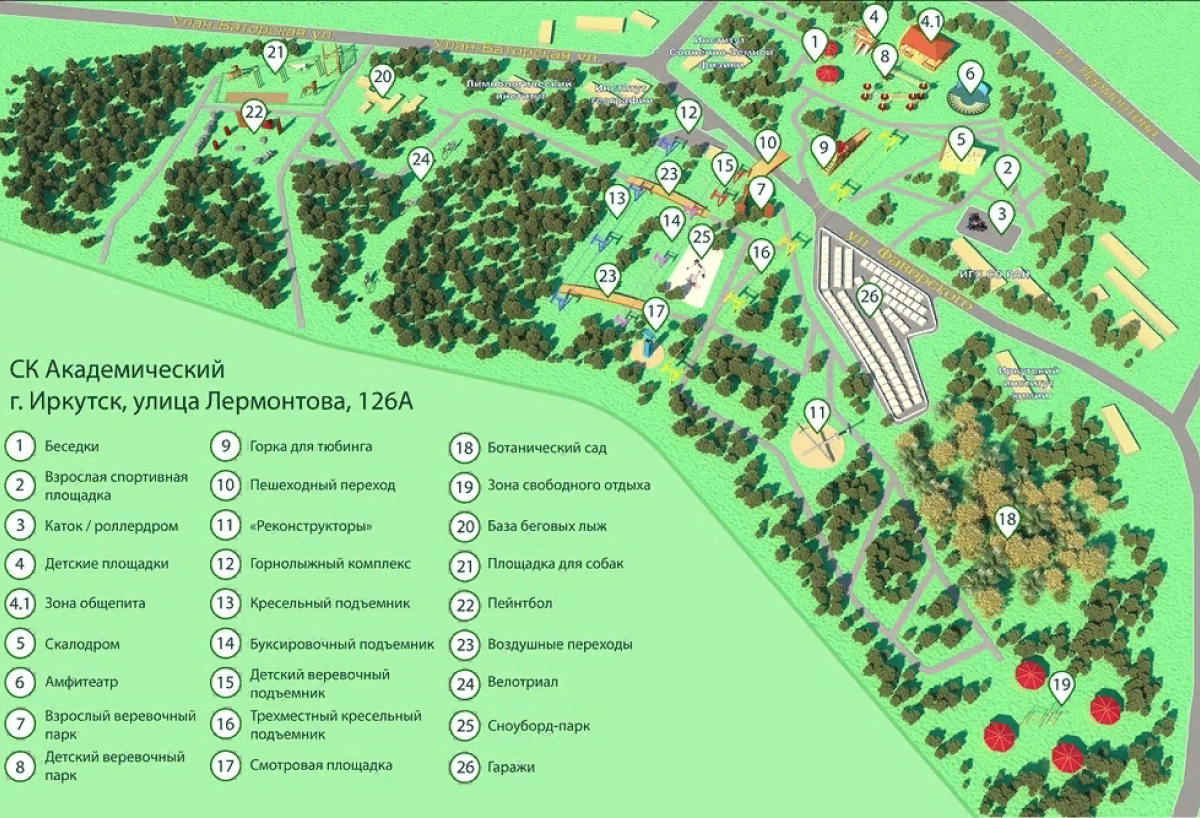 Улан-Баторская ул.
Улан-Баторская ул.
Институт
Солнечно-Земной
физики
Лимнологический
институт
Институт
географии
ул. Лермонтова
ул. Фаворского
ИГХ СО РАН
Иркутский
институт
химии
21
20
22
24
12
23
13
14
15
10
7
25
16
23
17
1
4
4.1
8
6
9
5
2
3
26
11
18
19
СК Академический
г. Иркутск, улица Лермонтова, 126А
1 Беседки
2 Взрослая спортивная
площадка
3 Каток / роллердром
4 Детские площадки
4.1 Зона общепита
5 Скалодром
6 Амфитеатр
7 Взрослый веревочный
парк
8 Детский веревочный
парк
9 Горка для тюбинга
10 Пешеходный переход
11 «Реконструкторы»
12 Горнолыжный комплекс
13 Кресельный подъемник
14 Буксировочный подъемник
15 Детский веревочный
подъемник
16 Трехместный кресельный
подъемник
17 Смотровая площадка
18 Ботанический сад
19 Зона свободного отдыха
20 База беговых лыж
21 Площадка для собак
22 Пейнтбол
23 Воздушные переходы
24 Велотриал
25 Сноуборд-парк
26 Гаражи